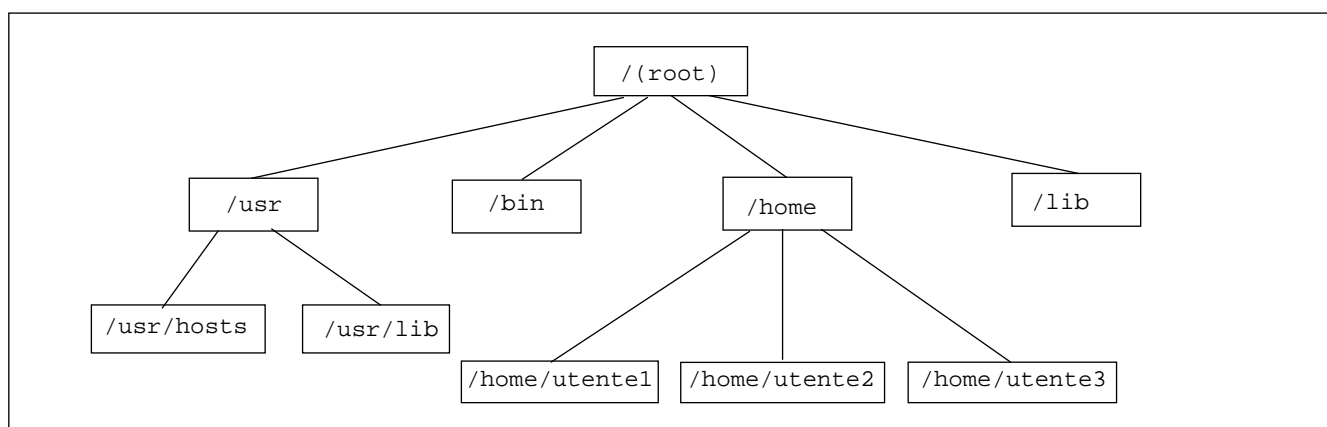 /(root)
/usr
/bin
/home
/lib
/usr/hosts
/usr/lib
/home/utente1
/home/utente2
/home/utente3